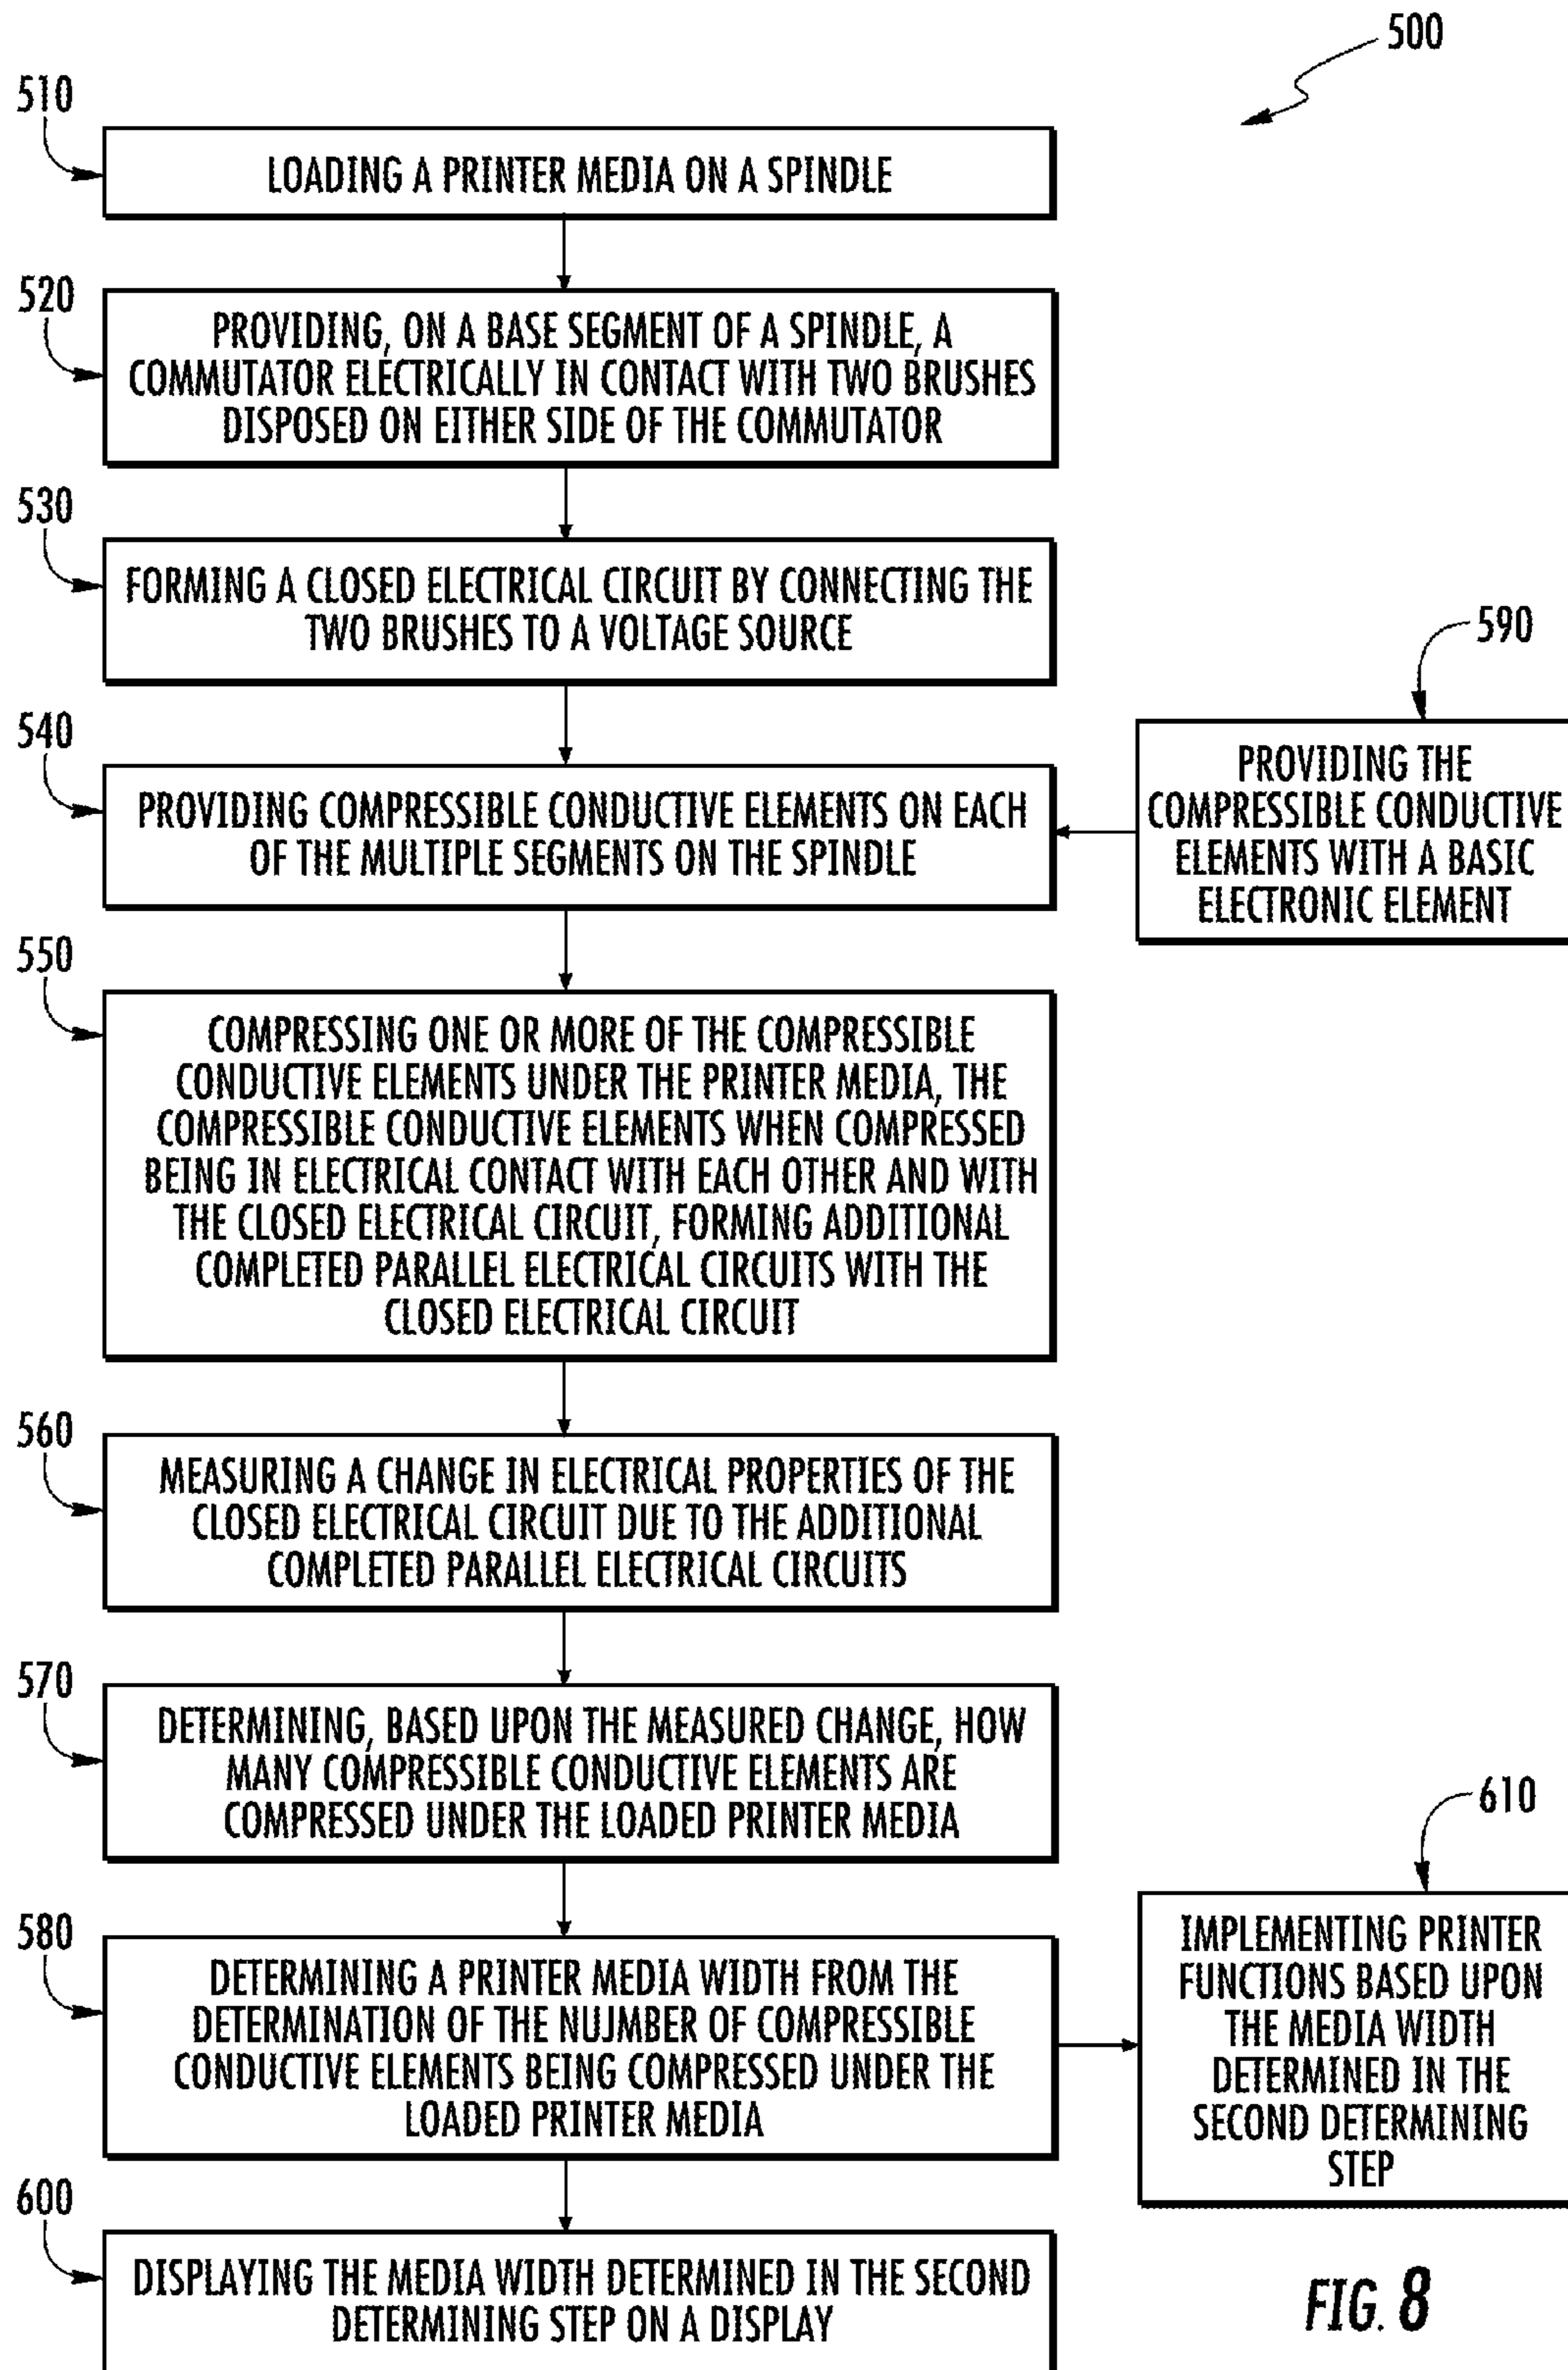 500
510
LOADING A PRINTER MEDIA ON A SPINDLE
520
PROVIDING, ON A BASE SEGMENT OF A SPINDLE, A
COMMUTATOR ELECTRICALLY IN CONTACT WITH TWO BRUSHES
DISPOSED ON EITHER SIDE OF THE COMMUTATOR
530
FORMING A CLOSED ELECTRICAL CIRCUIT BY CONNECTING THE
TWO BRUSHES TO A VOLTAGE SOURCE
590
540
PROVIDING COMPRESSIBLE CONDUCTIVE ELEMENTS ON EACH
OF THE MULTIPLE SEGMENTS ON THE SPINDLE
PROVIDING THE
COMPRESSIBLE CONDUCTIVE
ELEMENTS WITH A BASIC
ELECTRONIC ELEMENT
550
COMPRESSING ONE OR MORE OF THE COMPRESSIBLE
CONDUCTIVE ELEMENTS UNDER THE PRINTER MEDIA, THE
COMPRESSIBLE CONDUCTIVE ELEMENTS WHEN COMPRESSED
BEING IN ELECTRICAL CONTACT WITH EACH OTHER AND WITH
THE CLOSED ELECTRICAL CIRCUIT, FORMING ADDITIONAL
COMPLETED PARALLEL ELECTRICAL CIRCUITS WITH THE
CLOSED ELECTRICAL CIRCUIT
560
MEASURING A CHANGE IN ELECTRICAL PROPERTIES OF THE
CLOSED ELECTRICAL CIRCUIT DUE TO THE ADDITIONAL
COMPLETED PARALLEL ELECTRICAL CIRCUITS
570
DETERMINING, BASED UPON THE MEASURED CHANGE, HOW
MANY COMPRESSIBLE CONDUCTIVE ELEMENTS ARE
COMPRESSED UNDER THE LOADED PRINTER MEDIA
610
580
DETERMINING A PRINTER MEDIA WIDTH FROM THE
DETERMINATION OF THE NUJMBER OF COMPRESSIBLE
CONDUCTIVE ELEMENTS BEING COMPRESSED UNDER THE
LOADED PRINTER MEDIA
IMPLEMENTING PRINTER
FUNCTIONS BASED UPON
THE MEDIA WIDTH
DETERMINED IN THE
SECOND DETERMINING
STEP
600
DISPLAYING THE MEDIA WIDTH DETERMINED IN THE SECOND
DETERMINING STEP ON A DISPLAY
FIG. 8